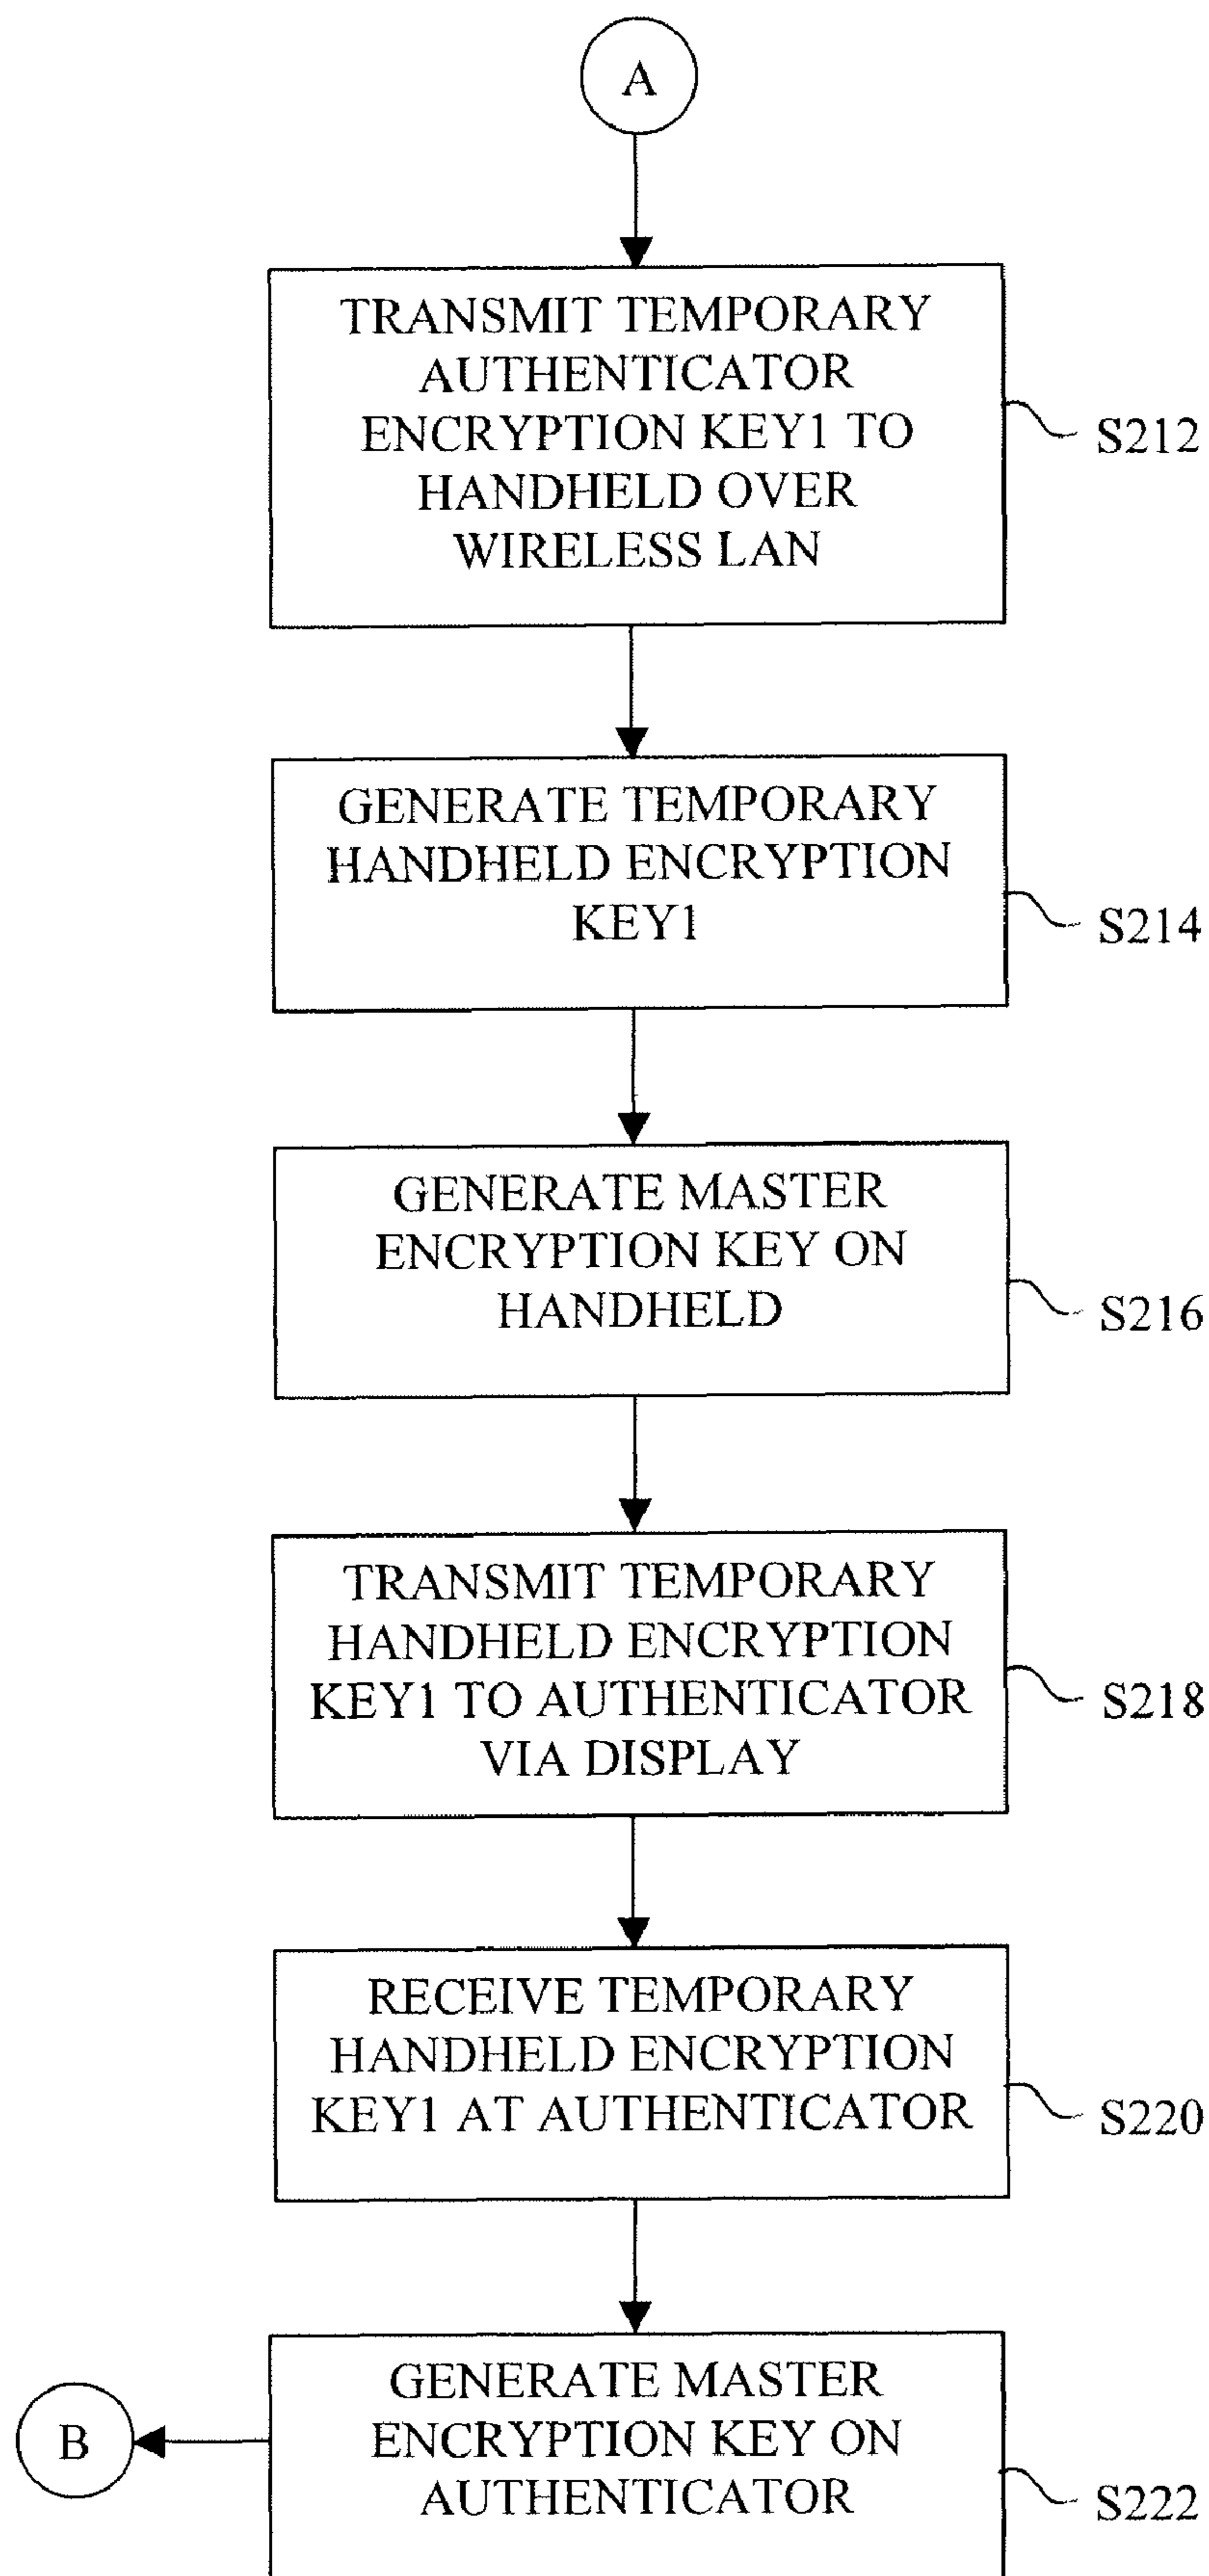 A
TRANSMIT TEMPORARY
AUTHENTICATOR
ENCRYPTION KEY1 TO
HANDHELD OVER
WIRELESS LAN
S212
GENERATE TEMPORARY
HANDHELD ENCRYPTION
KEY1
S214
GENERATE MASTER
ENCRYPTION KEY ON
HANDHELD
S216
TRANSMIT TEMPORARY
HANDHELD ENCRYPTION
KEY1 TO AUTHENTICATOR
VIA DISPLAY
S218
RECEIVE TEMPORARY
HANDHELD ENCRYPTION
KEY1 AT AUTHENTICATOR
S220
GENERATE MASTER
ENCRYPTION KEY ON
AUTHENTICATOR
S222
B